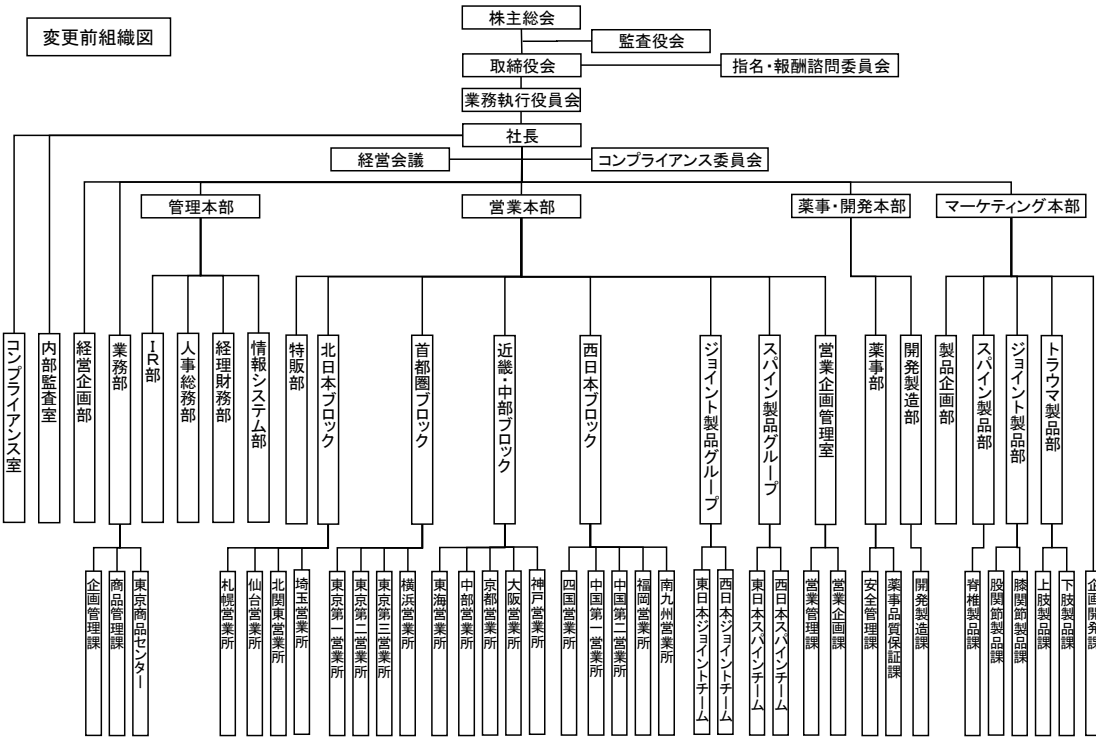 変更前組織図
株主総会
監査役会
取締役会
指名・報酬諮問委員会
業務執行役員会
社長
経営会議
コンプライアンス委員会
管理本部
営業本部
薬事・開発本部
マーケティング本部
コンプライアンス室
内部監査室
経営企画部
業務部
IR部
人事総務部
経理財務部
情報システム部
特販部
北日本ブロック
首都圏ブロック
近畿・中部ブロック
西日本ブロック
ジョイント製品グループ
スパイン製品グループ
営業企画管理室
薬事部
開発製造部
製品企画部
スパイン製品部
ジョイント製品部
トラウマ製品部
企画管理課
商品管理課
東京商品センター
札幌営業所
仙台営業所
北関東営業所
埼玉営業所
東京第一営業所
東京第二営業所
東京第三営業所
横浜営業所
東海営業所
中部営業所
京都営業所
大阪営業所
神戸営業所
四国営業所
中国第一営業所
中国第二営業所
福岡営業所
南九州営業所
東日本ジョイントチーム
西日本ジョイントチーム
東日本スパインチーム
西日本スパインチーム
営業管理課
営業企画課
安全管理課
薬事品質保証課
開発製造課
脊椎製品課
股関節製品課
膝関節製品課
上肢製品課
下肢製品課
企画開発課